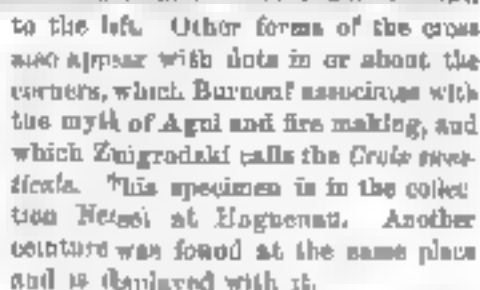 to the left. Other forms of the cross
also appear with dots in or about the
corners, which Burnouf associates with
the myth of Agni and fire making, and
which Zmigrodzki calls the Croix swas-
ticale. This specimen is in the collec
tion Nessel at Haguenau. Another
ceinture was found at the same place
and is displayed with it.